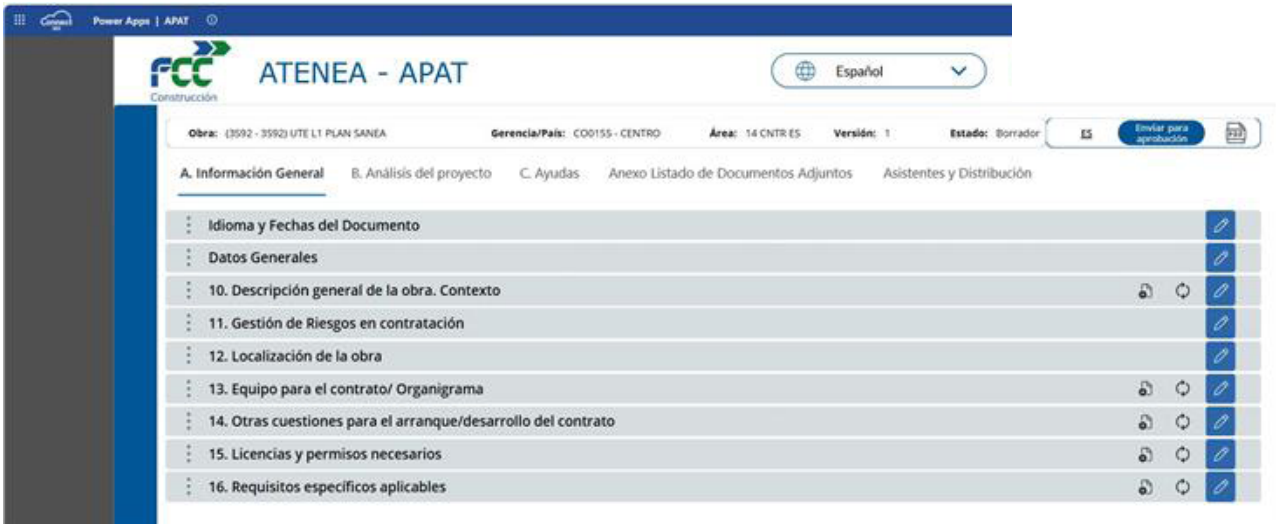 Connect
Power Apps | APAT
FCC
Construcción
ATENEA - APAT
Español
Obra: (3592 - 3592) UTE L1 PLAN SANEA Gerencia/País: CO0155 - CENTRO Área: 14 CNTR ES Versión: 1 Estado: Borrador ES Enviar para
aprobación PDF
A. Información General B. Análisis del proyecto C. Ayudas Anexo Listado de Documentos Adjuntos Asistentes y Distribución
Idioma y Fechas del Documento
Datos Generales
10. Descripción general de la obra. Contexto
11. Gestión de Riesgos en contratación
12. Localización de la obra
13. Equipo para el contrato/ Organigrama
14. Otras cuestiones para el arranque/desarrollo del contrato
15. Licencias y permisos necesarios
16. Requisitos específicos aplicables